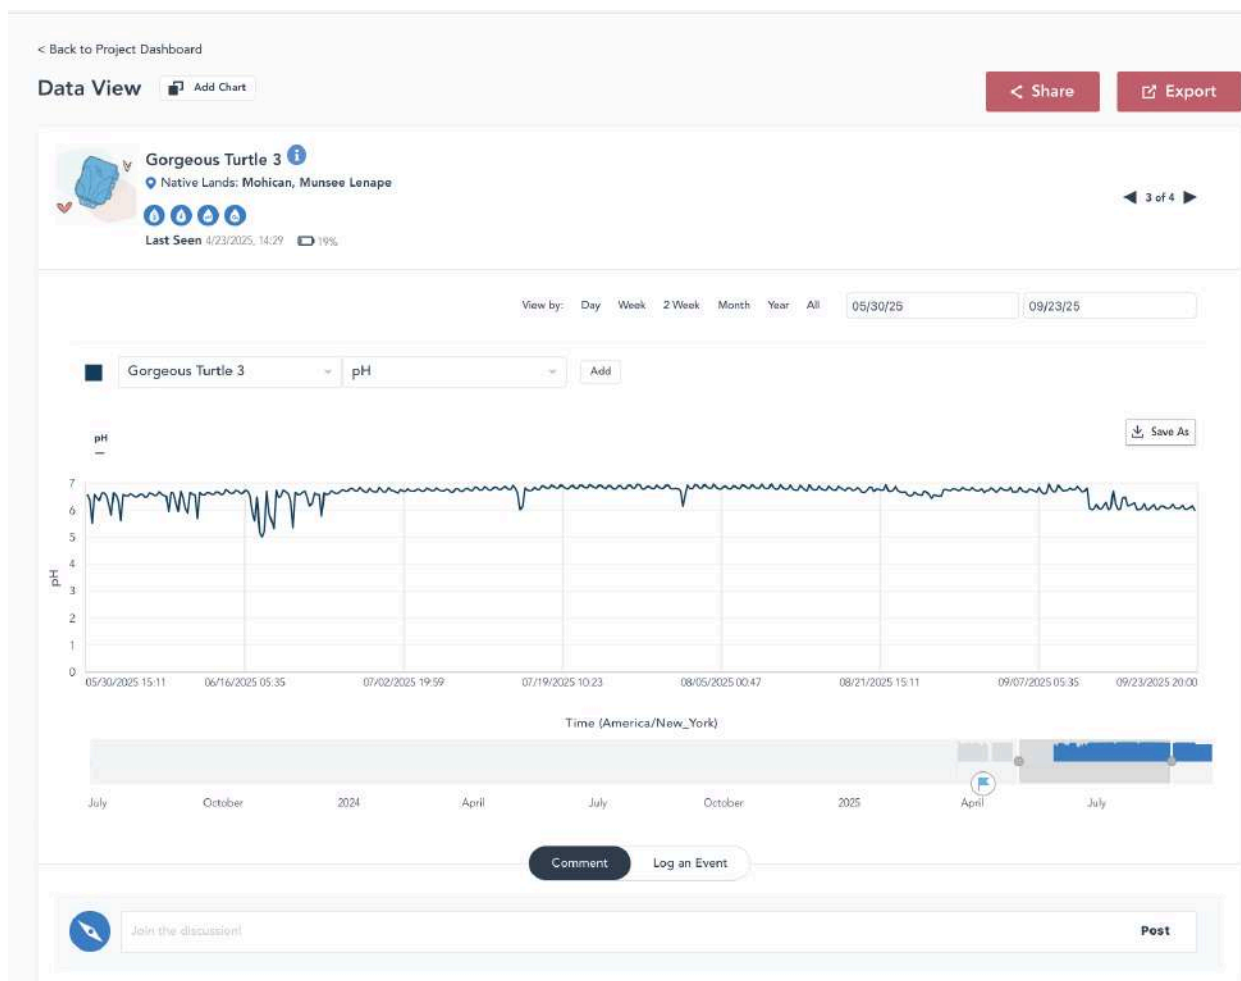 < Back to Project Dashboard
Data View Add Chart Share Export
Gorgeous Turtle 3
Native Lands: Mohican, Munsee Lenape
3 of 4
Last Seen 4/23/2025, 14:29 19%
View by: Day Week 2 Week Month Year All 05/30/25 09/23/25
Gorgeous Turtle 3 pH Add
Save As
pH
7
6
5
4
3
2
1
0
pH
05/30/2025 15:11 06/16/2025 05:35 07/02/2025 19:59 07/19/2025 10:23 08/05/2025 00:47 08/21/2025 15:11 09/07/2025 05:35 09/23/2025 20:00
Time (America/New_York)
July October 2024 April July October 2025 April July
Comment Log an Event
Join the discussion! Post